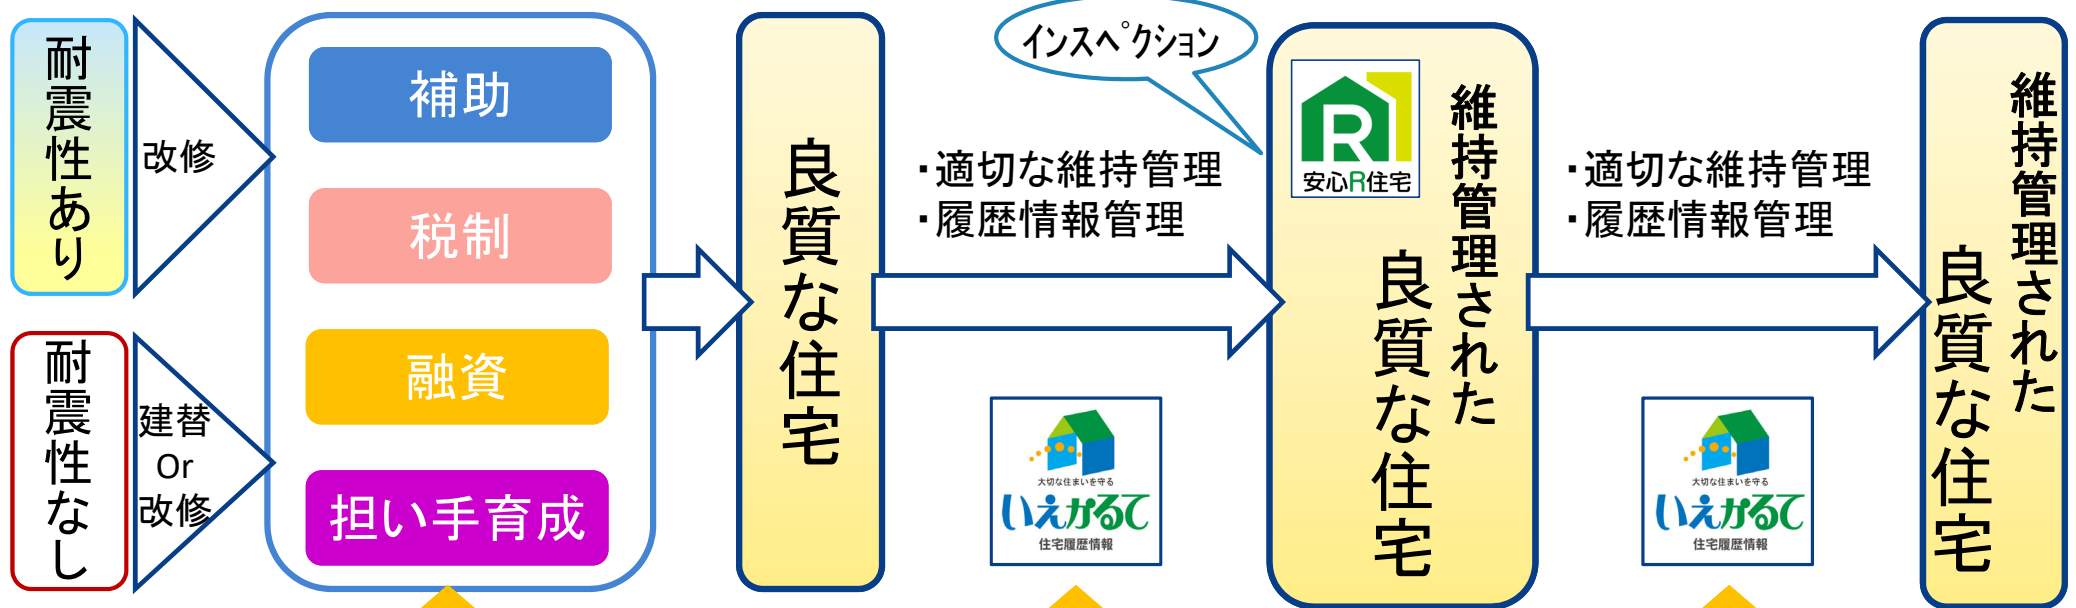 耐震性あり
改修
耐震性なし
建替
Or
改修
補助
税制
融資
担い手育成
良質な住宅
・適切な維持管理
・履歴情報管理
大切な住まいを守る
いえかるて
住宅履歴情報
インスペクション
R
安心R住宅
維持管理された
良質な住宅
・適切な維持管理
・履歴情報管理
大切な住まいを守る
いえかるて
住宅履歴情報
維持管理された
良質な住宅